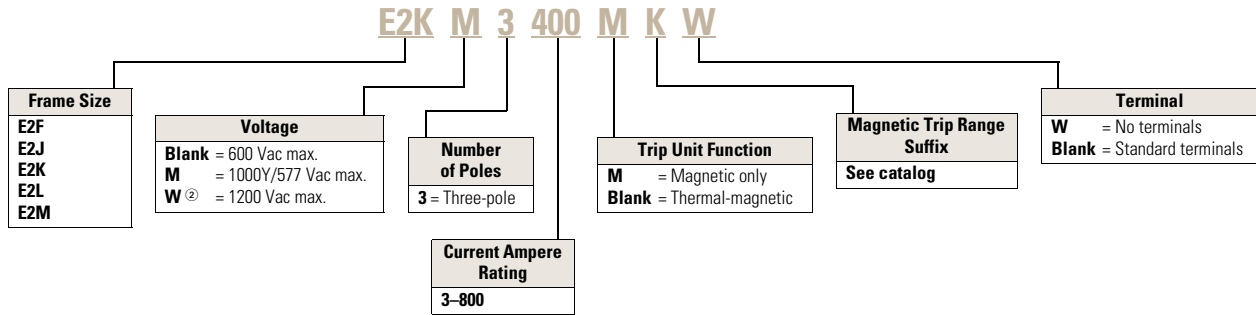 E2K M 3 400 M K W
Frame Size
E2F
E2J
E2K
E2L
E2M
Voltage
Blank = 600 Vac max.
M = 1000Y/577 Vac max.
W ② = 1200 Vac max.
Number
of Poles
3 = Three-pole
Current Ampere
Rating
3–800
Trip Unit Function
M = Magnetic only
Blank = Thermal-magnetic
Magnetic Trip Range
Suffix
See catalog
Terminal
W = No terminals
Blank = Standard terminals